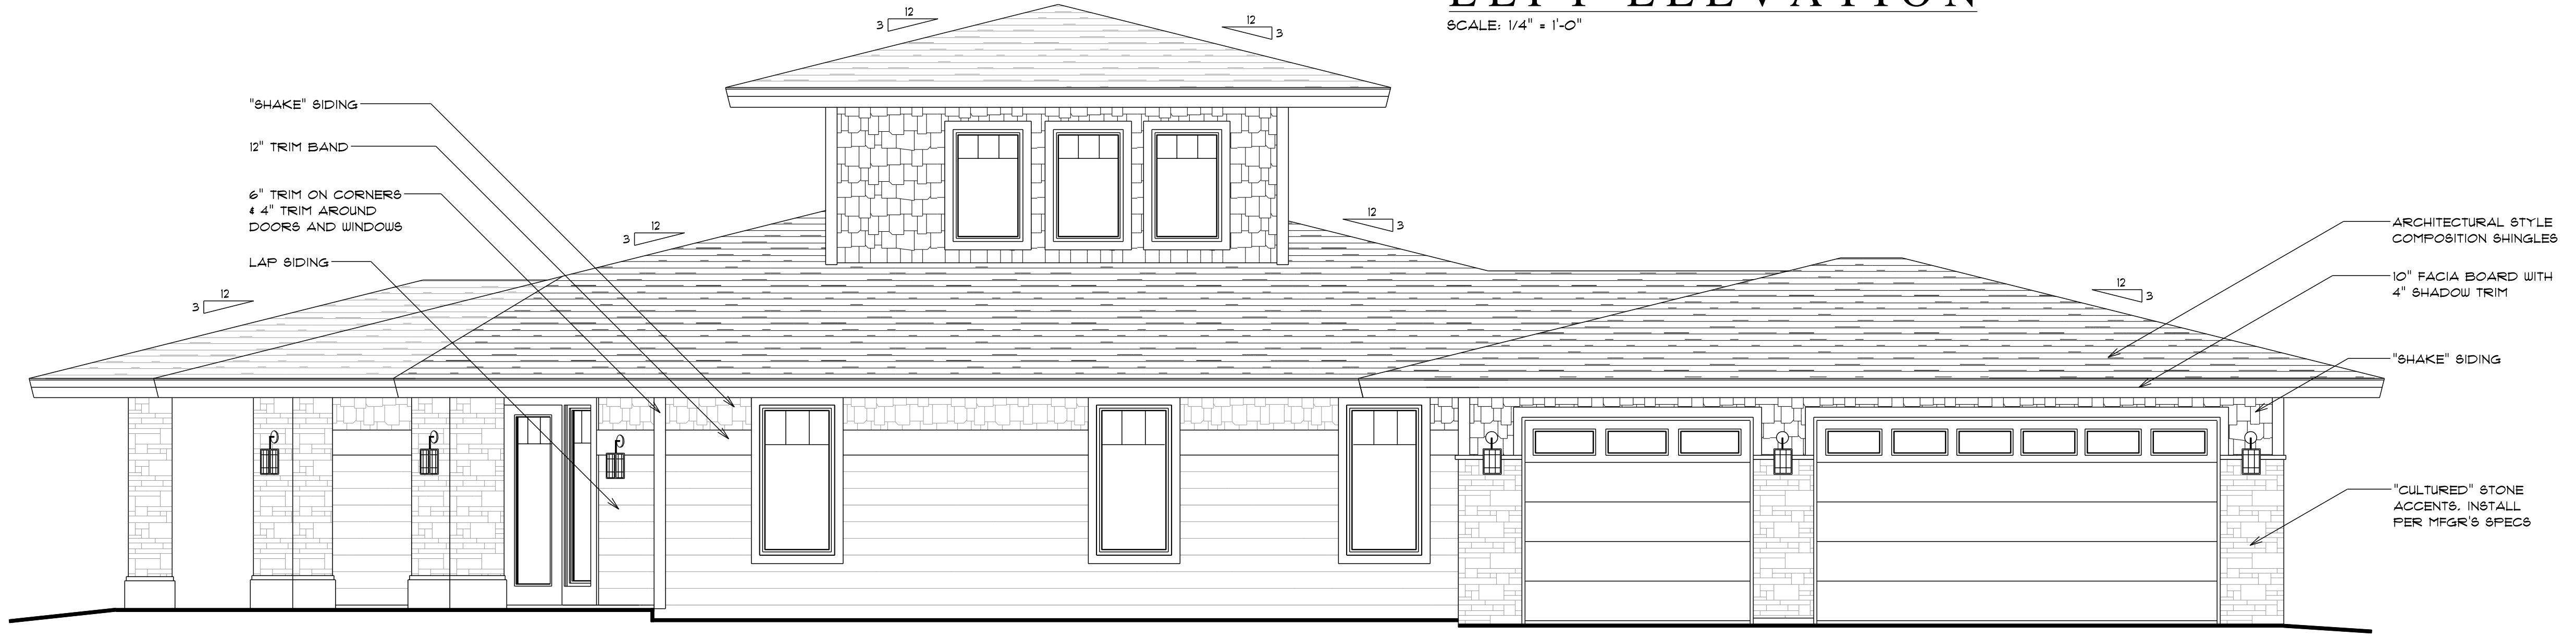 LEFT ELEVATION
SCALE: 1/4" = 1'-0"
12
3
12
3
"SHAKE" SIDING
12" TRIM BAND
6" TRIM ON CORNERS
& 4" TRIM AROUND
DOORS AND WINDOWS
LAP SIDING
12
3
12
3
12
3
12
3
ARCHITECTURAL STYLE
COMPOSITION SHINGLES
10" FACIA BOARD WITH
4" SHADOW TRIM
"SHAKE" SIDING
"CULTURED" STONE
ACCENTS. INSTALL
PER MFGR'S SPECS